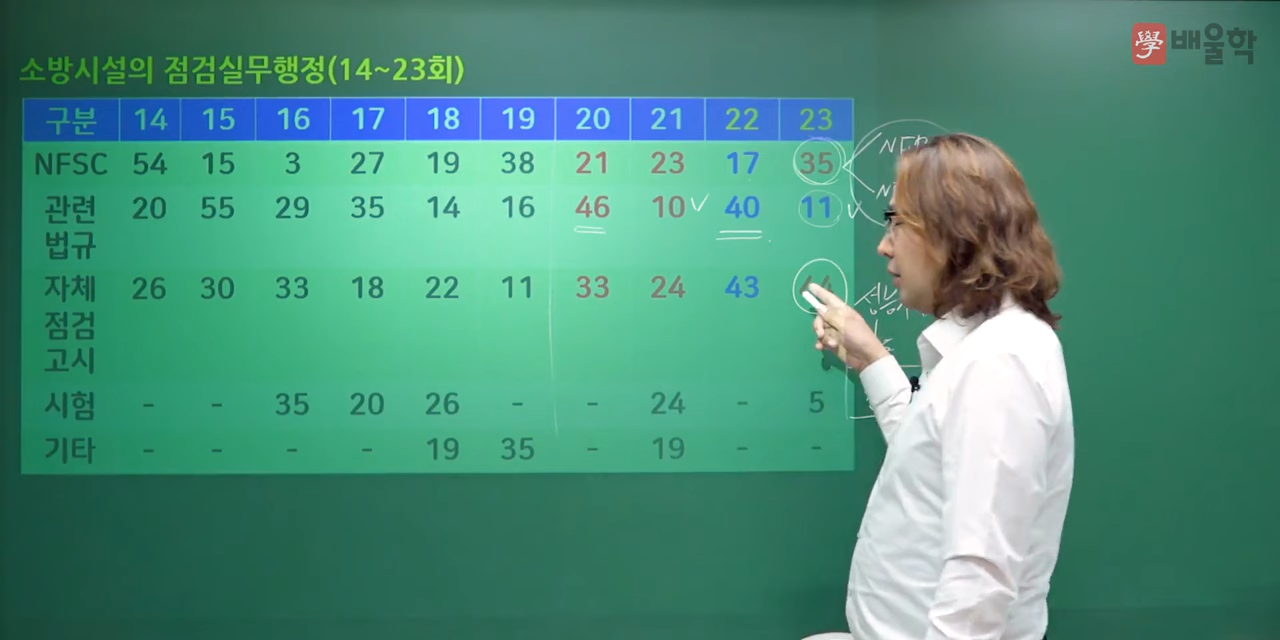 學 배울학
소방시설의 점검실무행정(14~23회)
구분 14 15 16 17 18 19 20 21 22 23
NFSC 54 15 3 27 19 38 21 23 17 35
관련 20 55 29 35 14 16 46 10 40 11
법규
자체 26 30 33 18 22 11 33 24 43
점검
고시
시험 - - 35 20 26 - - 24 - 5
기타 - - - - 19 35 - 19 - -